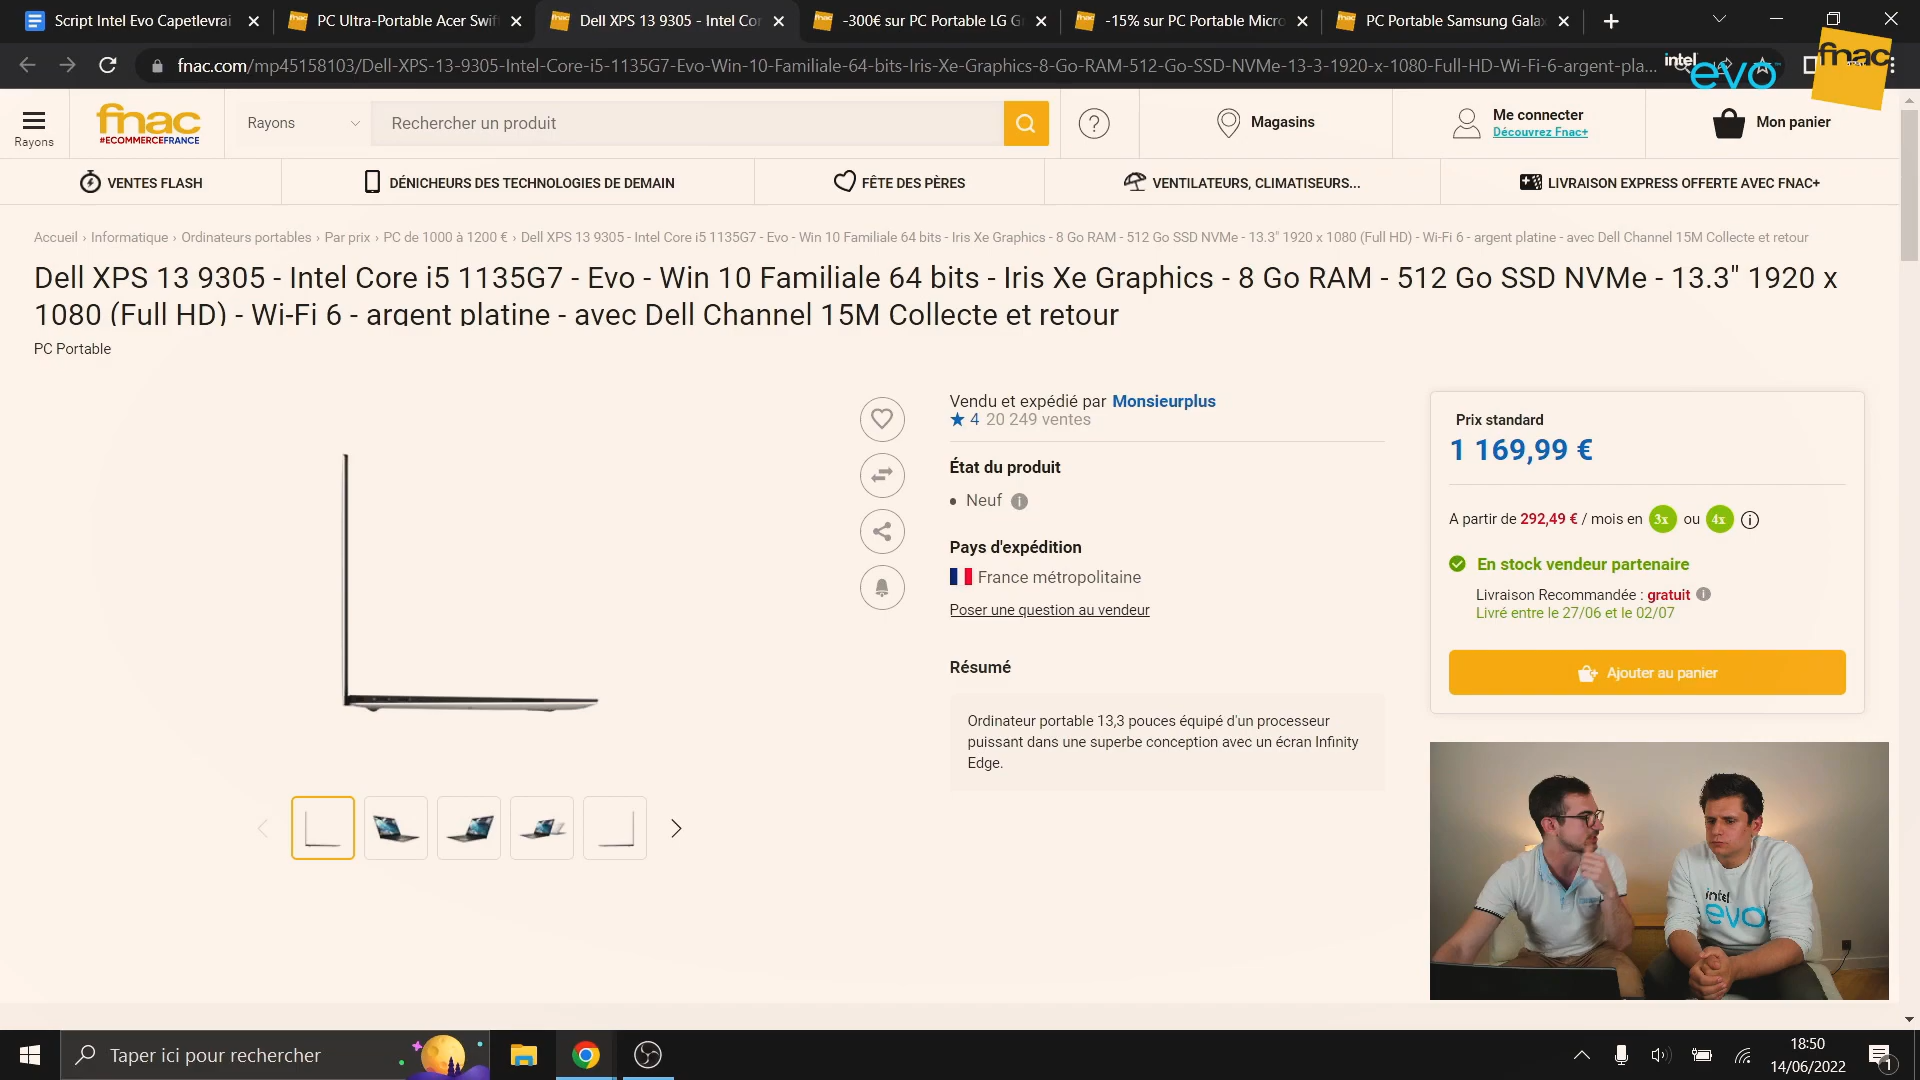 Script Intel Evo Capetlevrai
PC Ultra-Portable Acer Swif
Dell XPS 13 9305 - Intel Cor
-300€ sur PC Portable LG G
-15% sur PC Portable Micro
PC Portable Samsung Gala
fnac.com/mp45158103/Dell-XPS-13-9305-Intel-Core-i5-1135G7-Evo-Win-10-Familiale-64-bits-Iris-Xe-Graphics-8-Go-RAM-512-Go-SSD-NVMe-13-3-1920-x-1080-Full-HD-Wi-Fi-6-argent-pla...
intel evo
fnac
Rayons
fnac
#ECOMMERCEFRANCE
Rayons
Rechercher un produit
?
Magasins
Me connecter
Découvrez Fnac+
Mon panier
VENTES FLASH
DÉNICHEURS DES TECHNOLOGIES DE DEMAIN
FÊTE DES PÈRES
VENTILATEURS, CLIMATISEURS...
LIVRAISON EXPRESS OFFERTE AVEC FNAC+
Accueil › Informatique › Ordinateurs portables › Par prix › PC de 1000 à 1200 € › Dell XPS 13 9305 - Intel Core i5 1135G7 - Evo - Win 10 Familiale 64 bits - Iris Xe Graphics - 8 Go RAM - 512 Go SSD NVMe - 13.3" 1920 x 1080 (Full HD) - Wi-Fi 6 - argent platine - avec Dell Channel 15M Collecte et retour
Dell XPS 13 9305 - Intel Core i5 1135G7 - Evo - Win 10 Familiale 64 bits - Iris Xe Graphics - 8 Go RAM - 512 Go SSD NVMe - 13.3" 1920 x
1080 (Full HD) - Wi-Fi 6 - argent platine - avec Dell Channel 15M Collecte et retour
PC Portable
Vendu et expédié par Monsieurplus
★ 4 20 249 ventes
État du produit
• Neuf i
Pays d'expédition
France métropolitaine
Poser une question au vendeur
Résumé
Ordinateur portable 13,3 pouces équipé d'un processeur
puissant dans une superbe conception avec un écran Infinity
Edge.
Prix standard
1 169,99 €
A partir de 292,49 € / mois en 3x ou 4x i
En stock vendeur partenaire
Livraison Recommandée : gratuit i
Livré entre le 27/06 et le 02/07
Ajouter au panier
intel
evo
Taper ici pour rechercher
18:50
14/06/2022
1